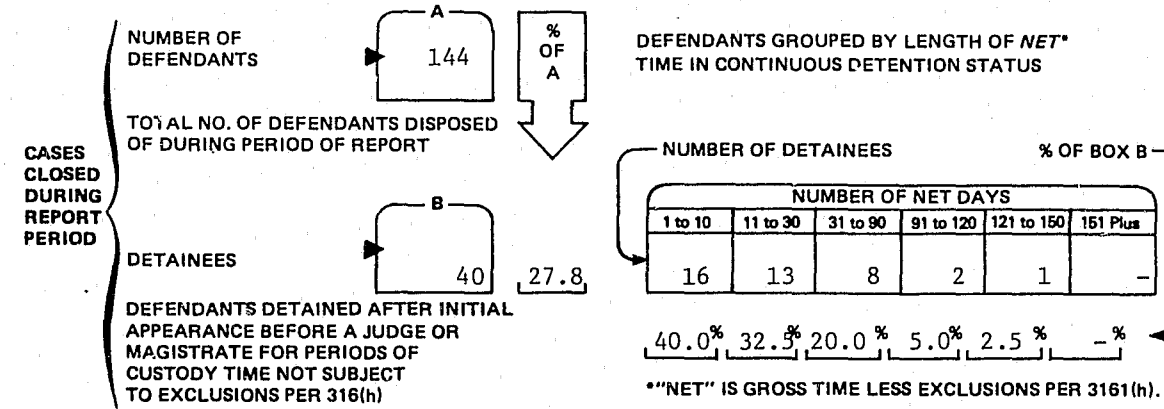 A
NUMBER OF
DEFENDANTS
144
%
OF
A
TOTAL NO. OF DEFENDANTS DISPOSED
OF DURING PERIOD OF REPORT
CASES
CLOSED
DURING
REPORT
PERIOD
B
DETAINEES
40 27.8
DEFENDANTS DETAINED AFTER INITIAL
APPEARANCE BEFORE A JUDGE OR
MAGISTRATE FOR PERIODS OF
CUSTODY TIME NOT SUBJECT
TO EXCLUSIONS PER 316(h)
DEFENDANTS GROUPED BY LENGTH OF NET*
TIME IN CONTINUOUS DETENTION STATUS
NUMBER OF DETAINEES % OF BOX B
NUMBER OF NET DAYS
1 to 10 11 to 30 31 to 90 91 to 120 121 to 150 151 Plus
16 13 8 2 1 -
40.0% 32.5% 20.0% 5.0% 2.5% -%
*"NET" IS GROSS TIME LESS EXCLUSIONS PER 3161(h).